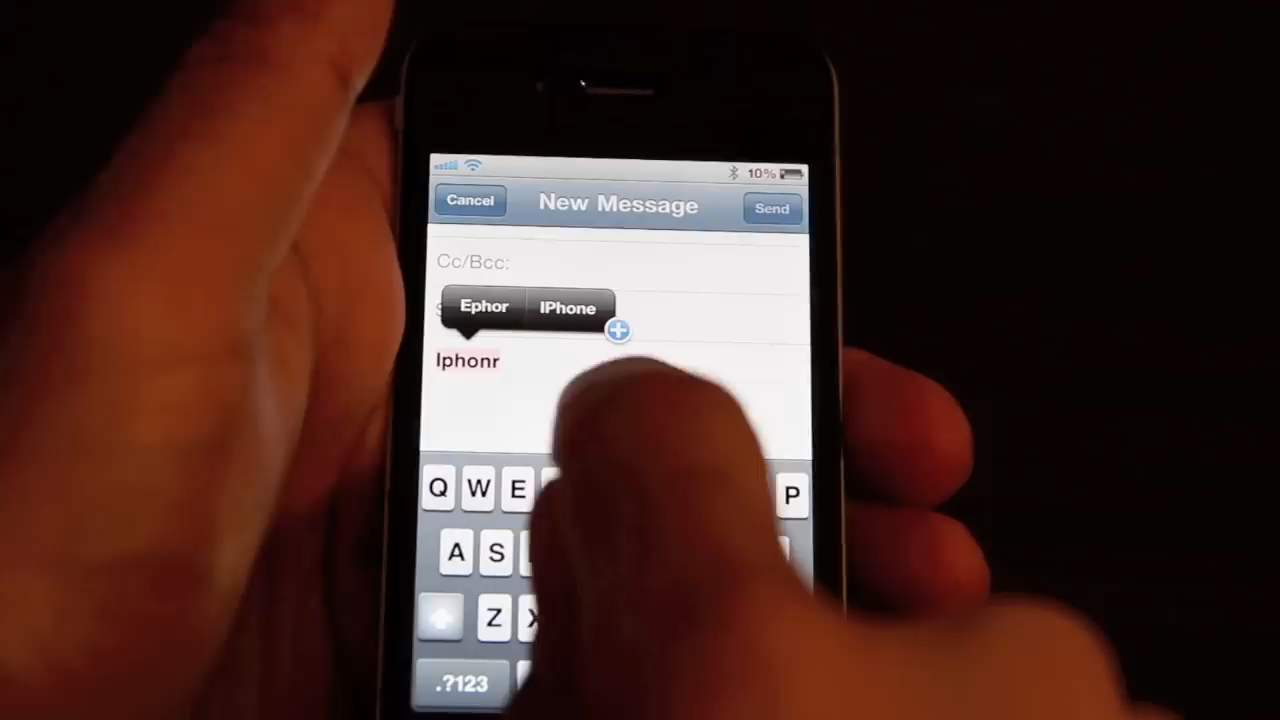 10%
Cancel New Message Send
Cc/Bcc:
Ephor IPhone
Iphonr
Q W E P
A S
Z X
.?123